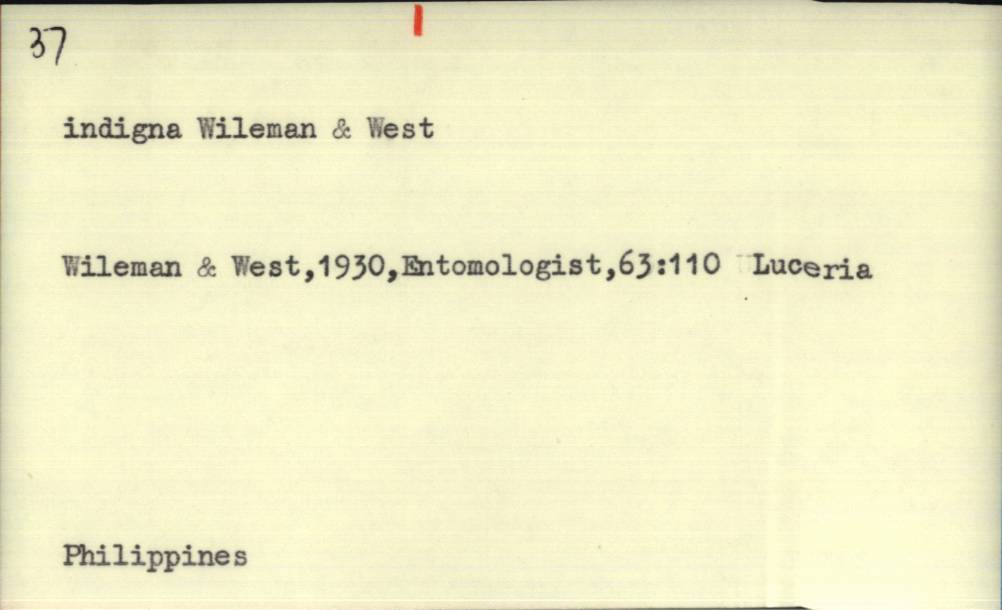 37
indigna Wileman & West
Wileman & West,1930,Entomologist,63:110 Luceria
Philippines